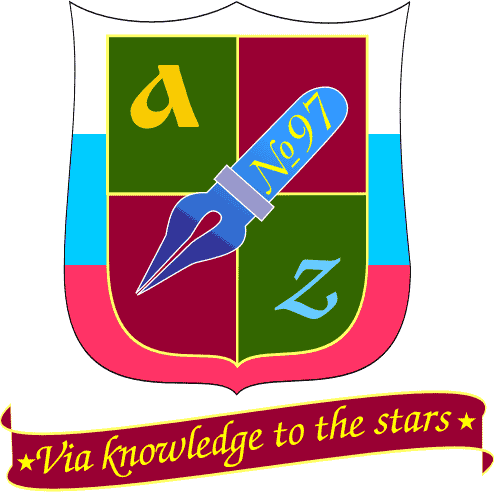 a
№97
z
Via knowledge to the stars